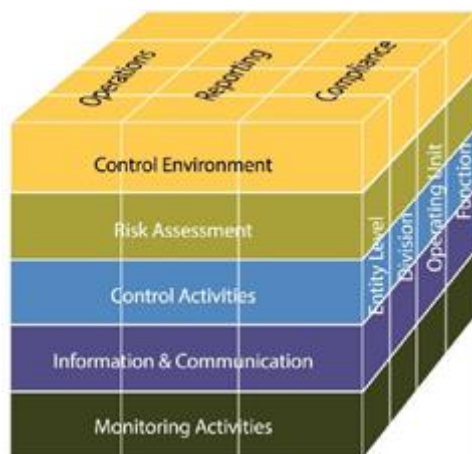 Operations
Reporting
Compliance
Control Environment
Risk Assessment
Control Activities
Information & Communication
Monitoring Activities
Entity Level
Division
Operating Unit
Function